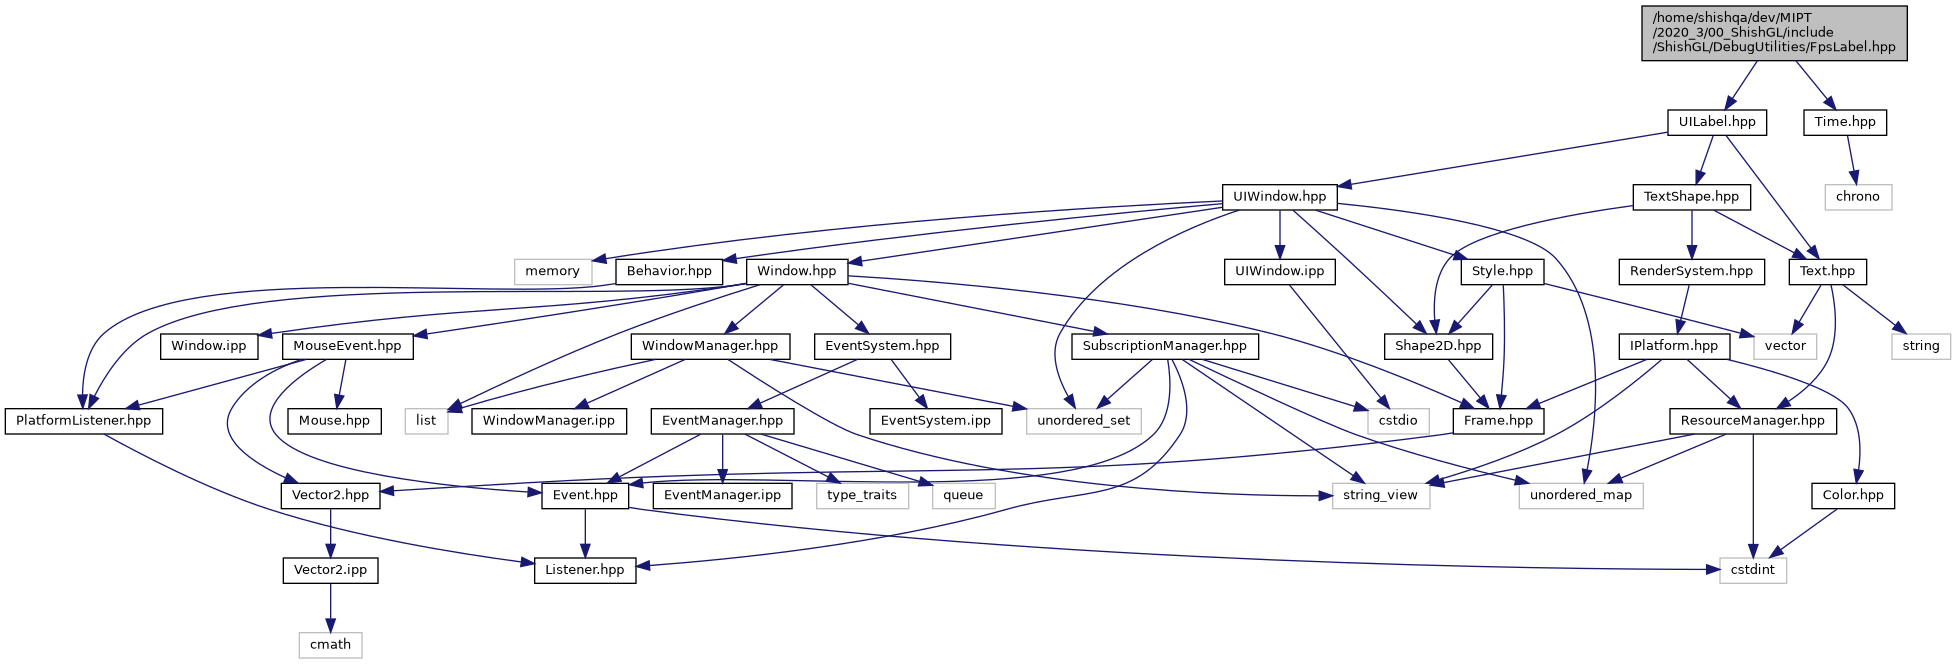 /home/shishqa/dev/MIPT
/2020_3/00_ShishGL/include
/ShishGL/DebugUtilities/FpsLabel.hpp
UILabel.hpp
Time.hpp
UIWindow.hpp
TextShape.hpp
chrono
memory
Behavior.hpp
Window.hpp
UIWindow.ipp
Style.hpp
RenderSystem.hpp
Text.hpp
Window.ipp
MouseEvent.hpp
WindowManager.hpp
EventSystem.hpp
SubscriptionManager.hpp
Shape2D.hpp
IPlatform.hpp
vector
string
PlatformListener.hpp
Mouse.hpp
list
WindowManager.ipp
EventManager.hpp
EventSystem.ipp
unordered_set
cstdio
Frame.hpp
ResourceManager.hpp
Vector2.hpp
Event.hpp
EventManager.ipp
type_traits
queue
string_view
unordered_map
Color.hpp
Vector2.ipp
Listener.hpp
cstdint
cmath